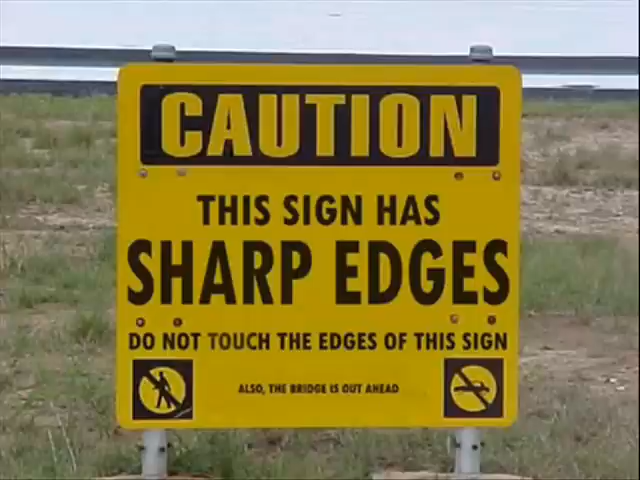 CAUTION
THIS SIGN HAS
SHARP EDGES
DO NOT TOUCH THE EDGES OF THIS SIGN
ALSO, THE BRIDGE IS OUT AHEAD